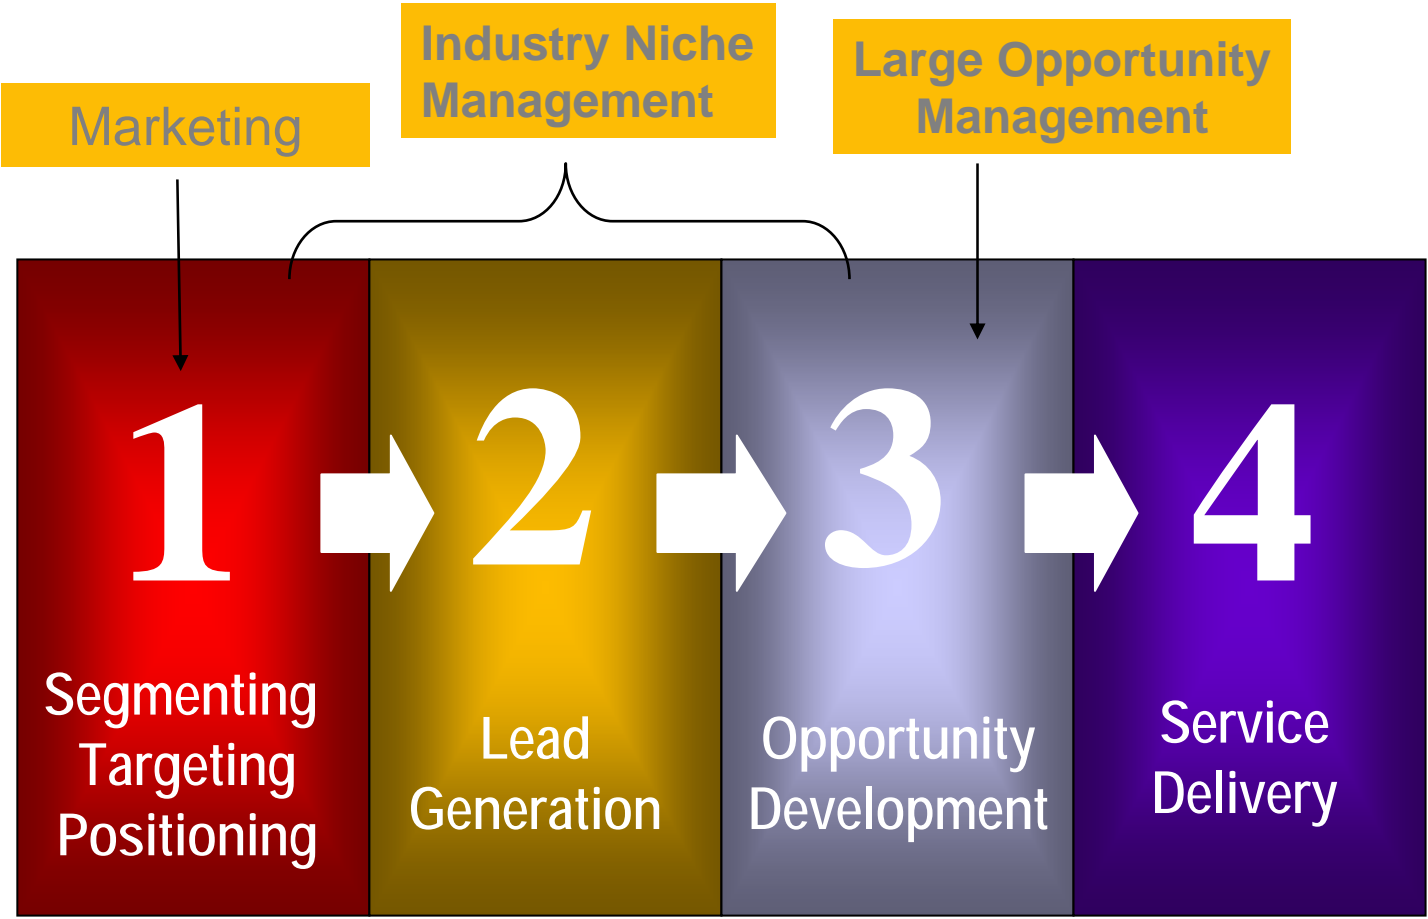 Marketing
Industry Niche
Management
Large Opportunity
Management
1
Segmenting
Targeting
Positioning
2
Lead
Generation
3
Opportunity
Development
4
Service
Delivery